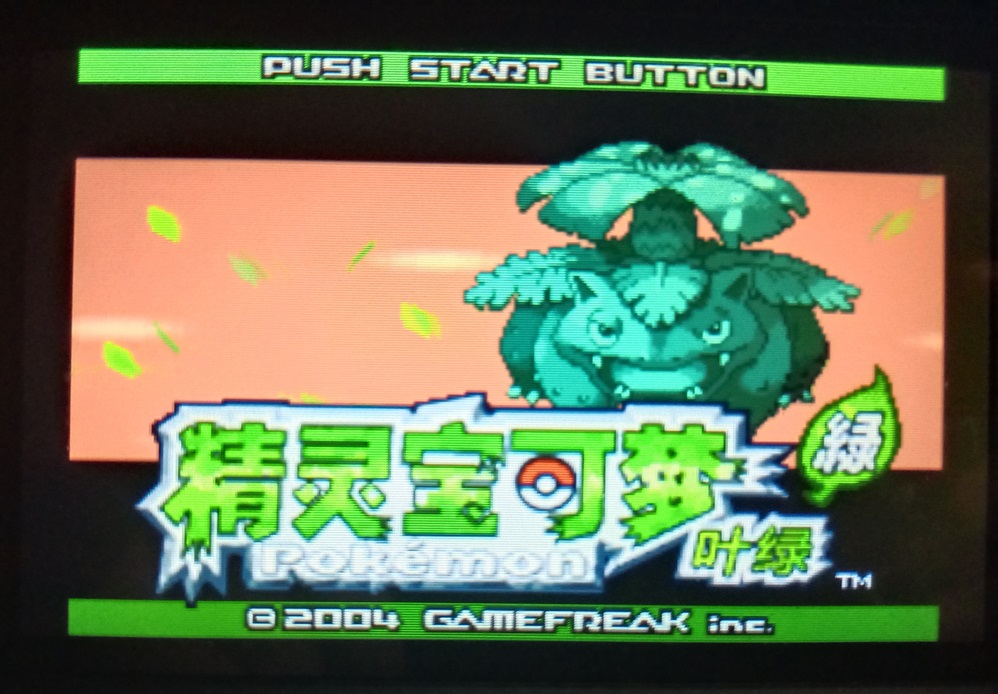 PUSH START BUTTON
緑
精灵宝可梦
Pokémon
叶绿
TM
©2004 GAMEFREAK inc.